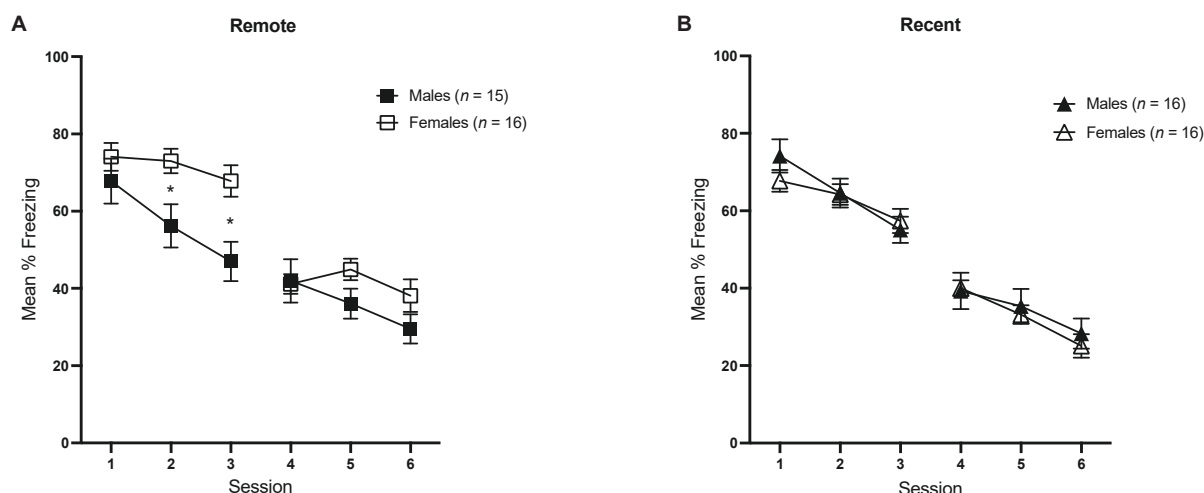 A
Remote
Mean % Freezing
100
80
60
40
20
0
Males (n = 15)
Females (n = 16)
*
*
1 2 3 4 5 6
Session
B
Recent
Mean % Freezing
100
80
60
40
20
0
Males (n = 16)
Females (n = 16)
1 2 3 4 5 6
Session